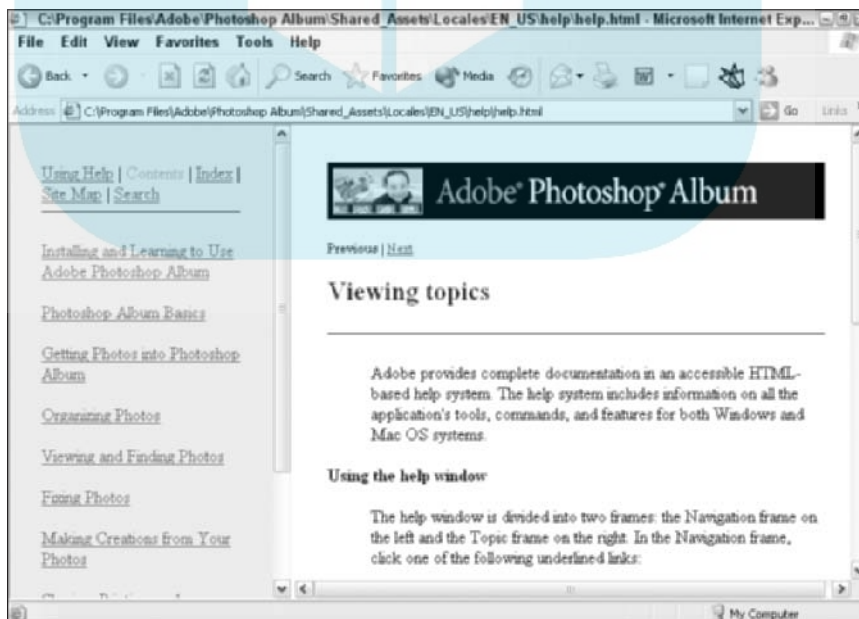 C:\Program Files\Adobe\Photoshop Album\Shared_Assets\Locales\EN_US\help\help.html - Microsoft Internet Exp...
File Edit View Favorites Tools Help
Back Search Favorites Media
Address C:\Program Files\Adobe\Photoshop Album\Shared_Assets\Locales\EN_US\help\help.html Go Links
Using Help | Contents | Index |
Site Map | Search
Installing and Learning to Use
Adobe Photoshop Album
Photoshop Album Basics
Getting Photos into Photoshop
Album
Organizing Photos
Viewing and Finding Photos
Fixing Photos
Making Creations from Your
Photos
Adobe® Photoshop® Album
Previous | Next
Viewing topics
Adobe provides complete documentation in an accessible HTML-
based help system. The help system includes information on all the
application's tools, commands, and features for both Windows and
Mac OS systems.
Using the help window
The help window is divided into two frames: the Navigation frame on
the left and the Topic frame on the right. In the Navigation frame,
click one of the following underlined links:
My Computer